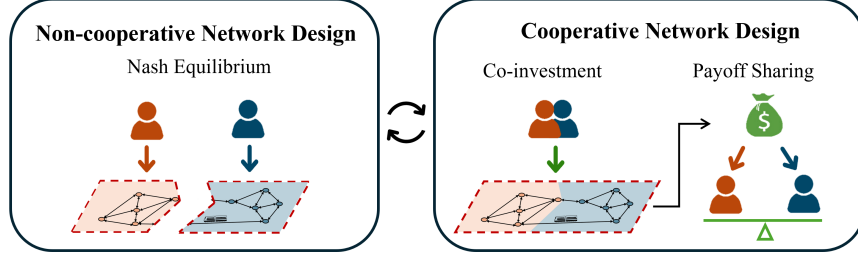 Non-cooperative Network Design
Nash Equilibrium
Cooperative Network Design
Co-investment
Payoff Sharing
$